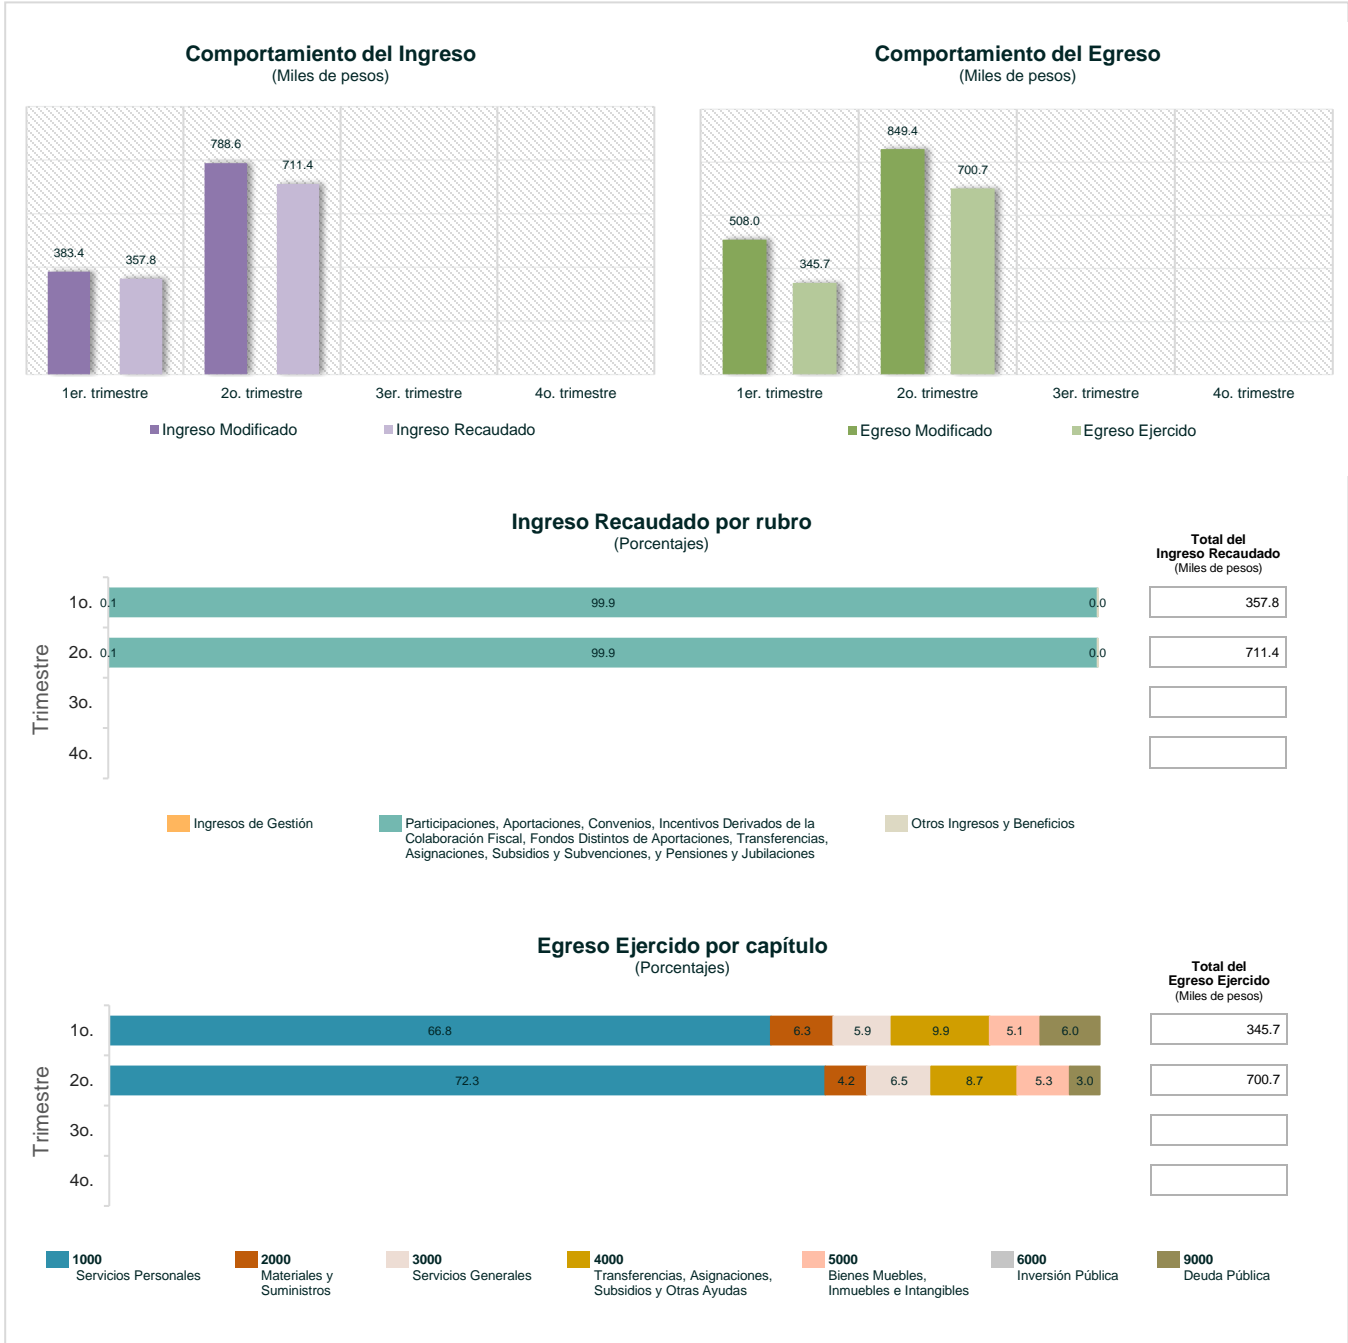 Comportamiento del Ingreso
(Miles de pesos)
788.6
711.4
383.4
357.8
1er. trimestre
2o. trimestre
3er. trimestre
4o. trimestre
Ingreso Modificado
Ingreso Recaudado
Comportamiento del Egreso
(Miles de pesos)
849.4
700.7
508.0
345.7
1er. trimestre
2o. trimestre
3er. trimestre
4o. trimestre
Egreso Modificado
Egreso Ejercido
Ingreso Recaudado por rubro
(Porcentajes)
Total del
Ingreso Recaudado
(Miles de pesos)
Trimestre
1o. 0.1 99.9 0.0 357.8
2o. 0.1 99.9 0.0 711.4
3o.
4o.
Ingresos de Gestión
Participaciones, Aportaciones, Convenios, Incentivos Derivados de la
Colaboración Fiscal, Fondos Distintos de Aportaciones, Transferencias,
Asignaciones, Subsidios y Subvenciones, y Pensiones y Jubilaciones
Otros Ingresos y Beneficios
Egreso Ejercido por capítulo
(Porcentajes)
Total del
Egreso Ejercido
(Miles de pesos)
Trimestre
1o. 66.8 6.3 5.9 9.9 5.1 6.0 345.7
2o. 72.3 4.2 6.5 8.7 5.3 3.0 700.7
3o.
4o.
1000
Servicios Personales
2000
Materiales y
Suministros
3000
Servicios Generales
4000
Transferencias, Asignaciones,
Subsidios y Otras Ayudas
5000
Bienes Muebles,
Inmuebles e Intangibles
6000
Inversión Pública
9000
Deuda Pública